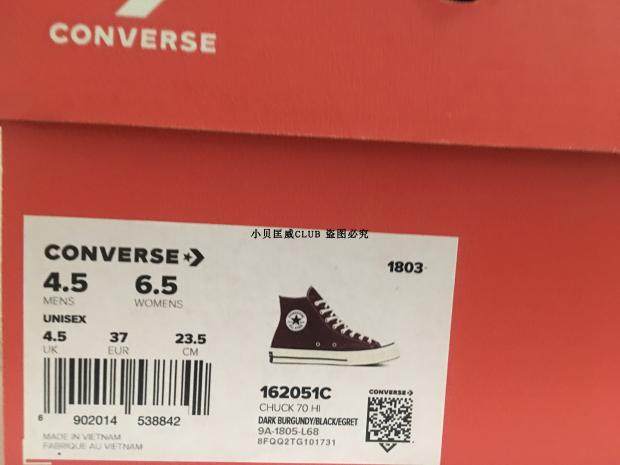 CONVERSE
小贝匡威CLUB 盗图必究
CONVERSE
1803
4.5 6.5
MENS WOMENS
UNISEX
4.5 37 23.5
UK EUR CM
162051C
CHUCK 70 HI
DARK BURGUNDY/BLACK/EGRET
9A-1805-L68
8FQQ2TG101731
CONVERSE
6 902014 538842
MADE IN VIETNAM
FABRIQUE AU VIETNAM